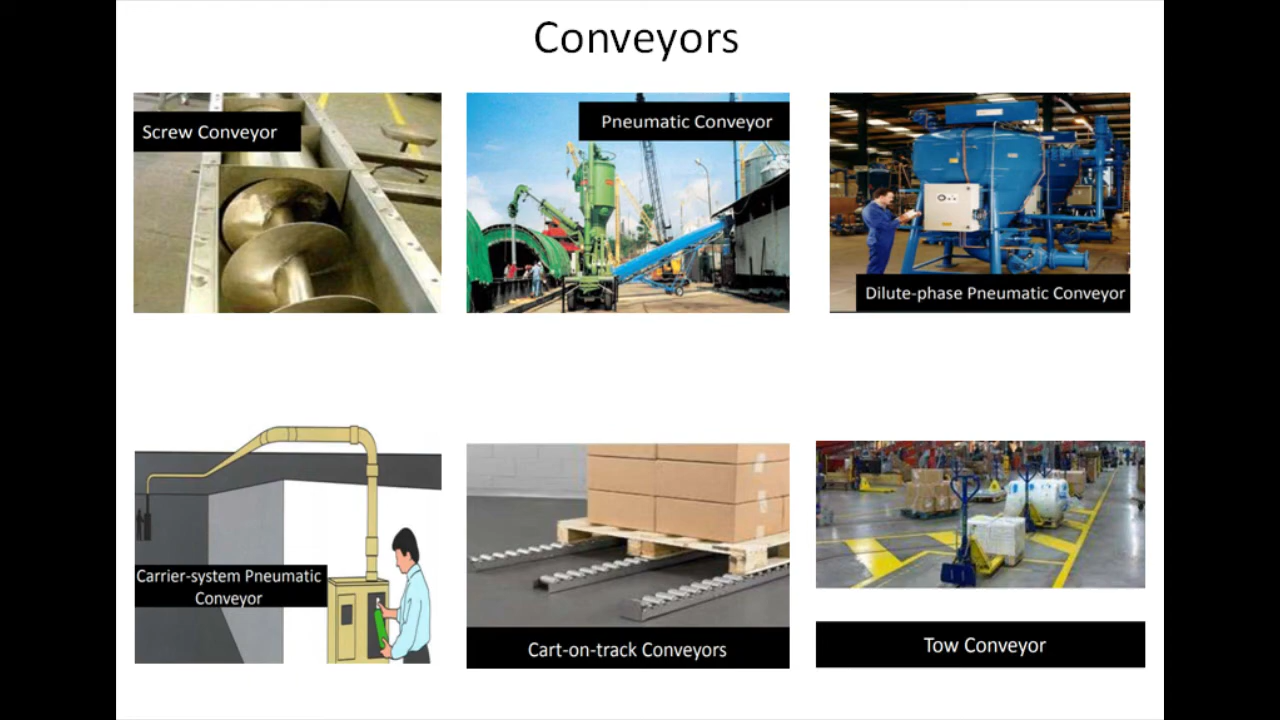 Conveyors
Screw Conveyor
Pneumatic Conveyor
Dilute-phase Pneumatic Conveyor
Carrier-system Pneumatic
Conveyor
Cart-on-track Conveyors
Tow Conveyor